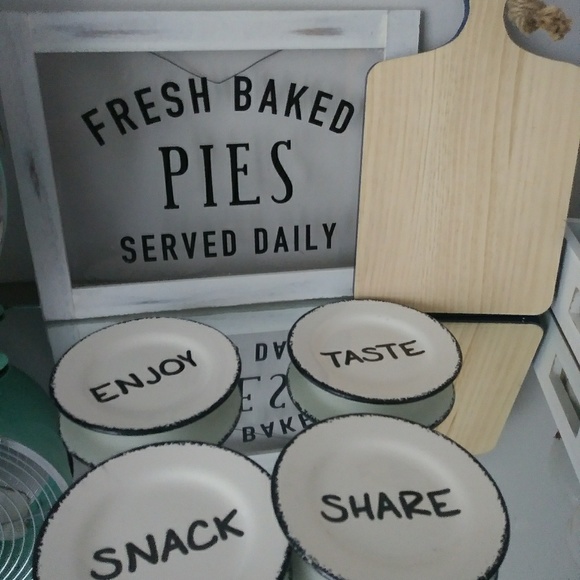 FRESH BAKED
PIES
SERVED DAILY
ENJOY
TASTE
SNACK
SHARE